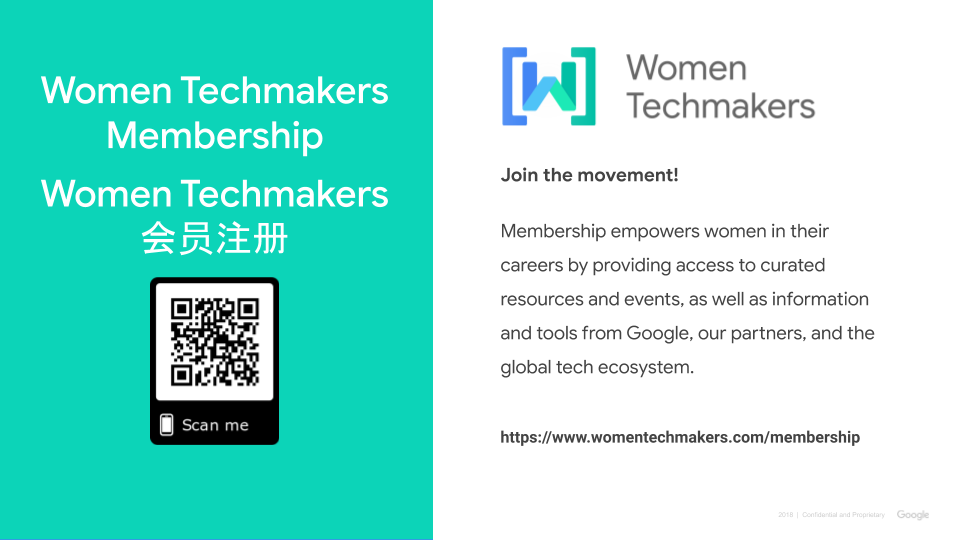 Women Techmakers
Membership
Women Techmakers
会员注册
Scan me
Women
Techmakers
Join the movement!
Membership empowers women in their
careers by providing access to curated
resources and events, as well as information
and tools from Google, our partners, and the
global tech ecosystem.
https://www.womentechmakers.com/membership
2018 | Confidential and Proprietary
Google